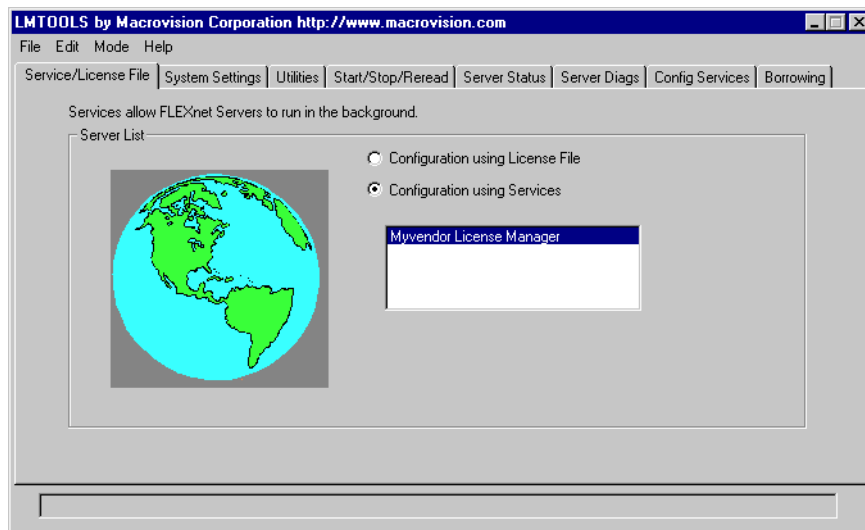 LMTOOLS by Macrovision Corporation http://www.macrovision.com
File Edit Mode Help
Service/License File System Settings Utilities Start/Stop/Reread Server Status Server Diags Config Services Borrowing
Services allow FLEXnet Servers to run in the background.
Server List
Configuration using License File
Configuration using Services
Myvendor License Manager